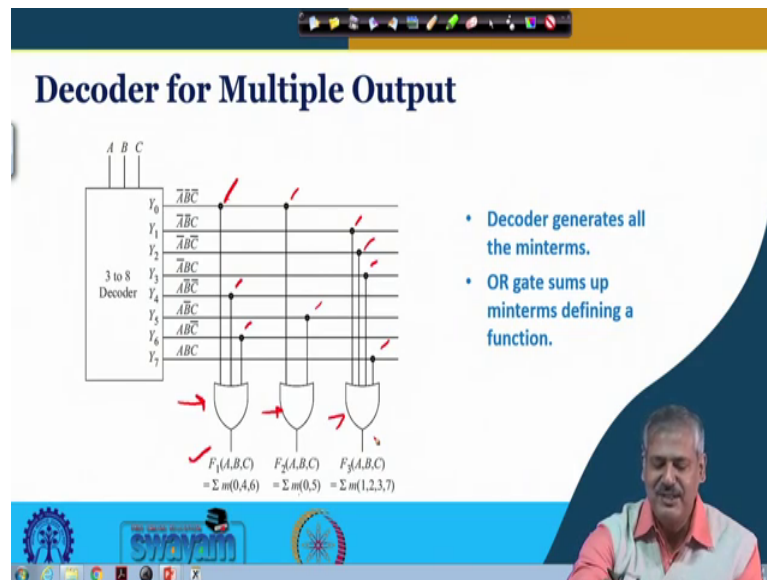 Decoder for Multiple Output
A B C
3 to 8
Decoder
Y₀ A̅B̅C̅
Y₁ A̅B̅C
Y₂ A̅BC̅
Y₃ A̅BC
Y₄ AB̅C̅
Y₅ AB̅C
Y₆ ABC̅
Y₇ ABC
F₁(A,B,C) F₂(A,B,C) F₃(A,B,C)
= Σ m(0,4,6) = Σ m(0,5) = Σ m(1,2,3,7)
• Decoder generates all
the minterms.
• OR gate sums up
minterms defining a
function.
swayam